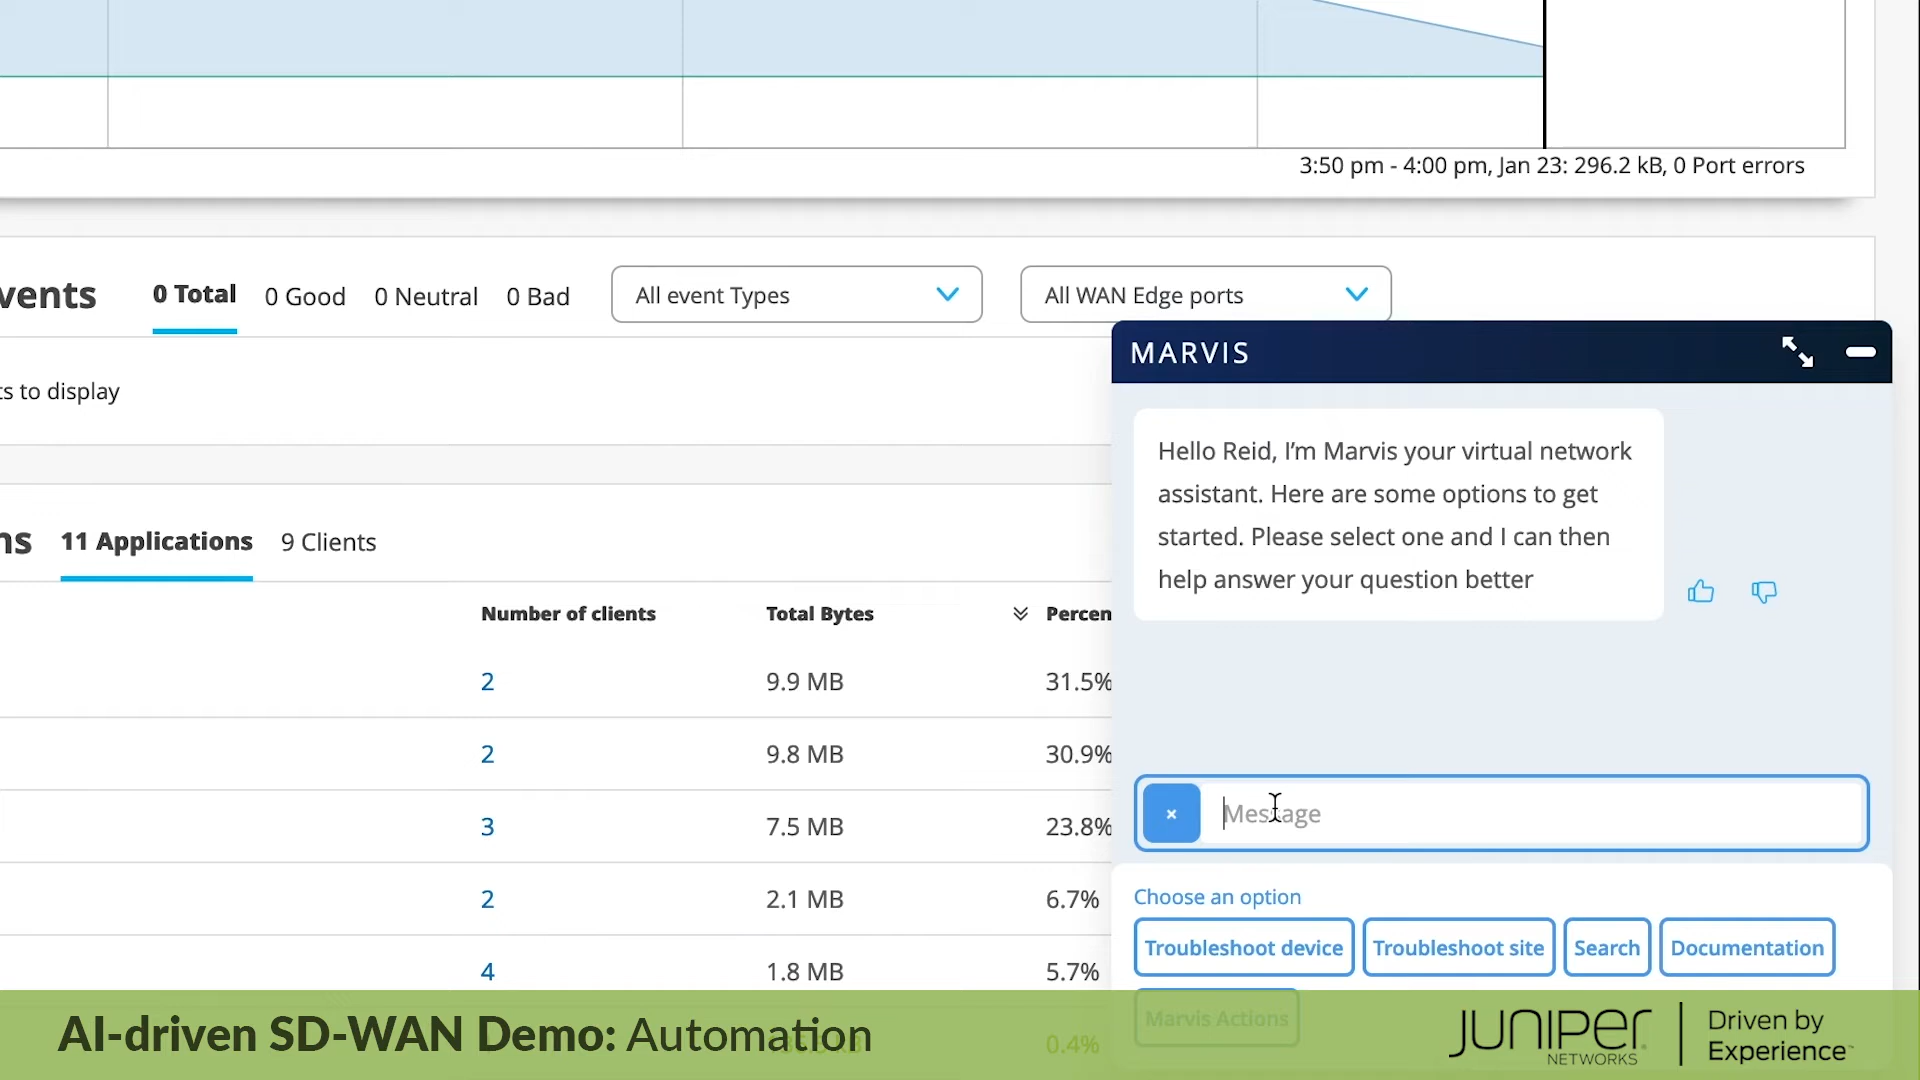 3:50 pm - 4:00 pm, Jan 23: 296.2 kB, 0 Port errors
vents 0 Total 0 Good 0 Neutral 0 Bad All event Types All WAN Edge ports
ts to display
MARVIS
Hello Reid, I'm Marvis your virtual network
assistant. Here are some options to get
started. Please select one and I can then
help answer your question better
ns 11 Applications 9 Clients
Number of clients Total Bytes Percen
2 9.9 MB 31.5%
2 9.8 MB 30.9%
3 7.5 MB 23.8%
2 2.1 MB 6.7%
4 1.8 MB 5.7%
0.4%
Message
Choose an option
Troubleshoot device Troubleshoot site Search Documentation
Marvis Actions
AI-driven SD-WAN Demo: Automation
JUNIPER
NETWORKS
Driven by
Experience™